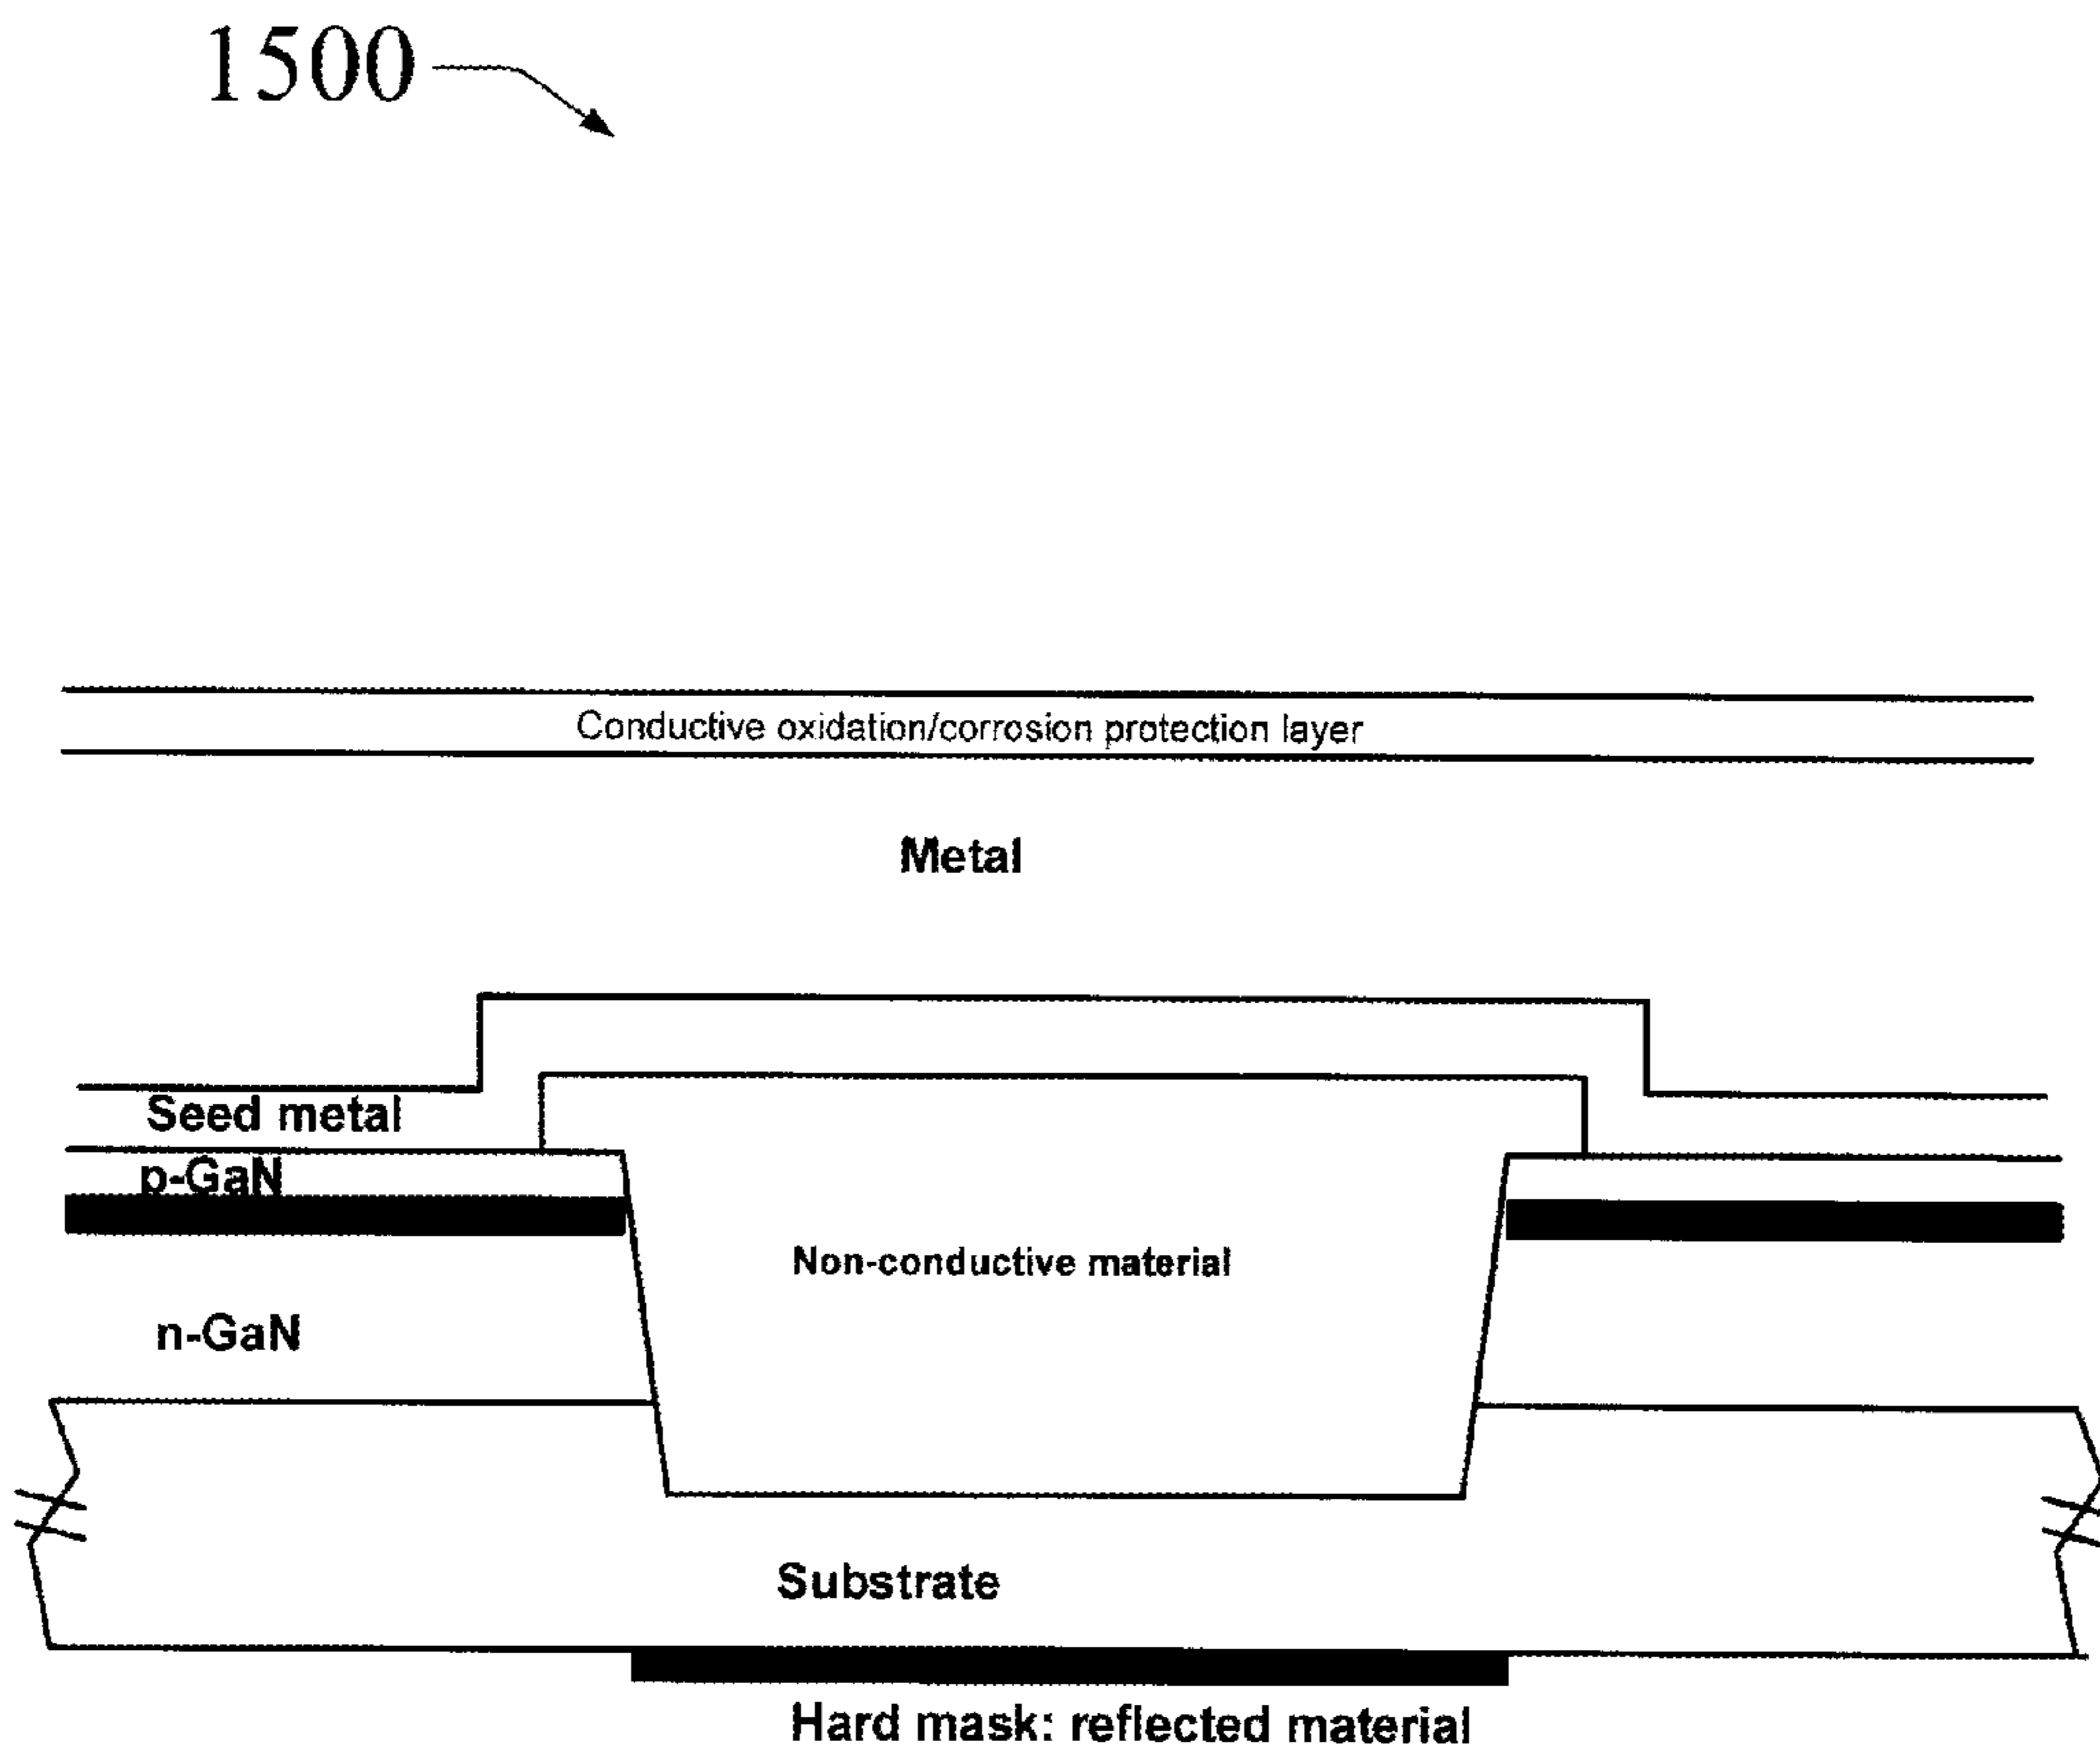 1500
Conductive oxidation/corrosion protection layer
Metal
Seed metal
p-GaN
Non-conductive material
n-GaN
Substrate
Hard mask: reflected material